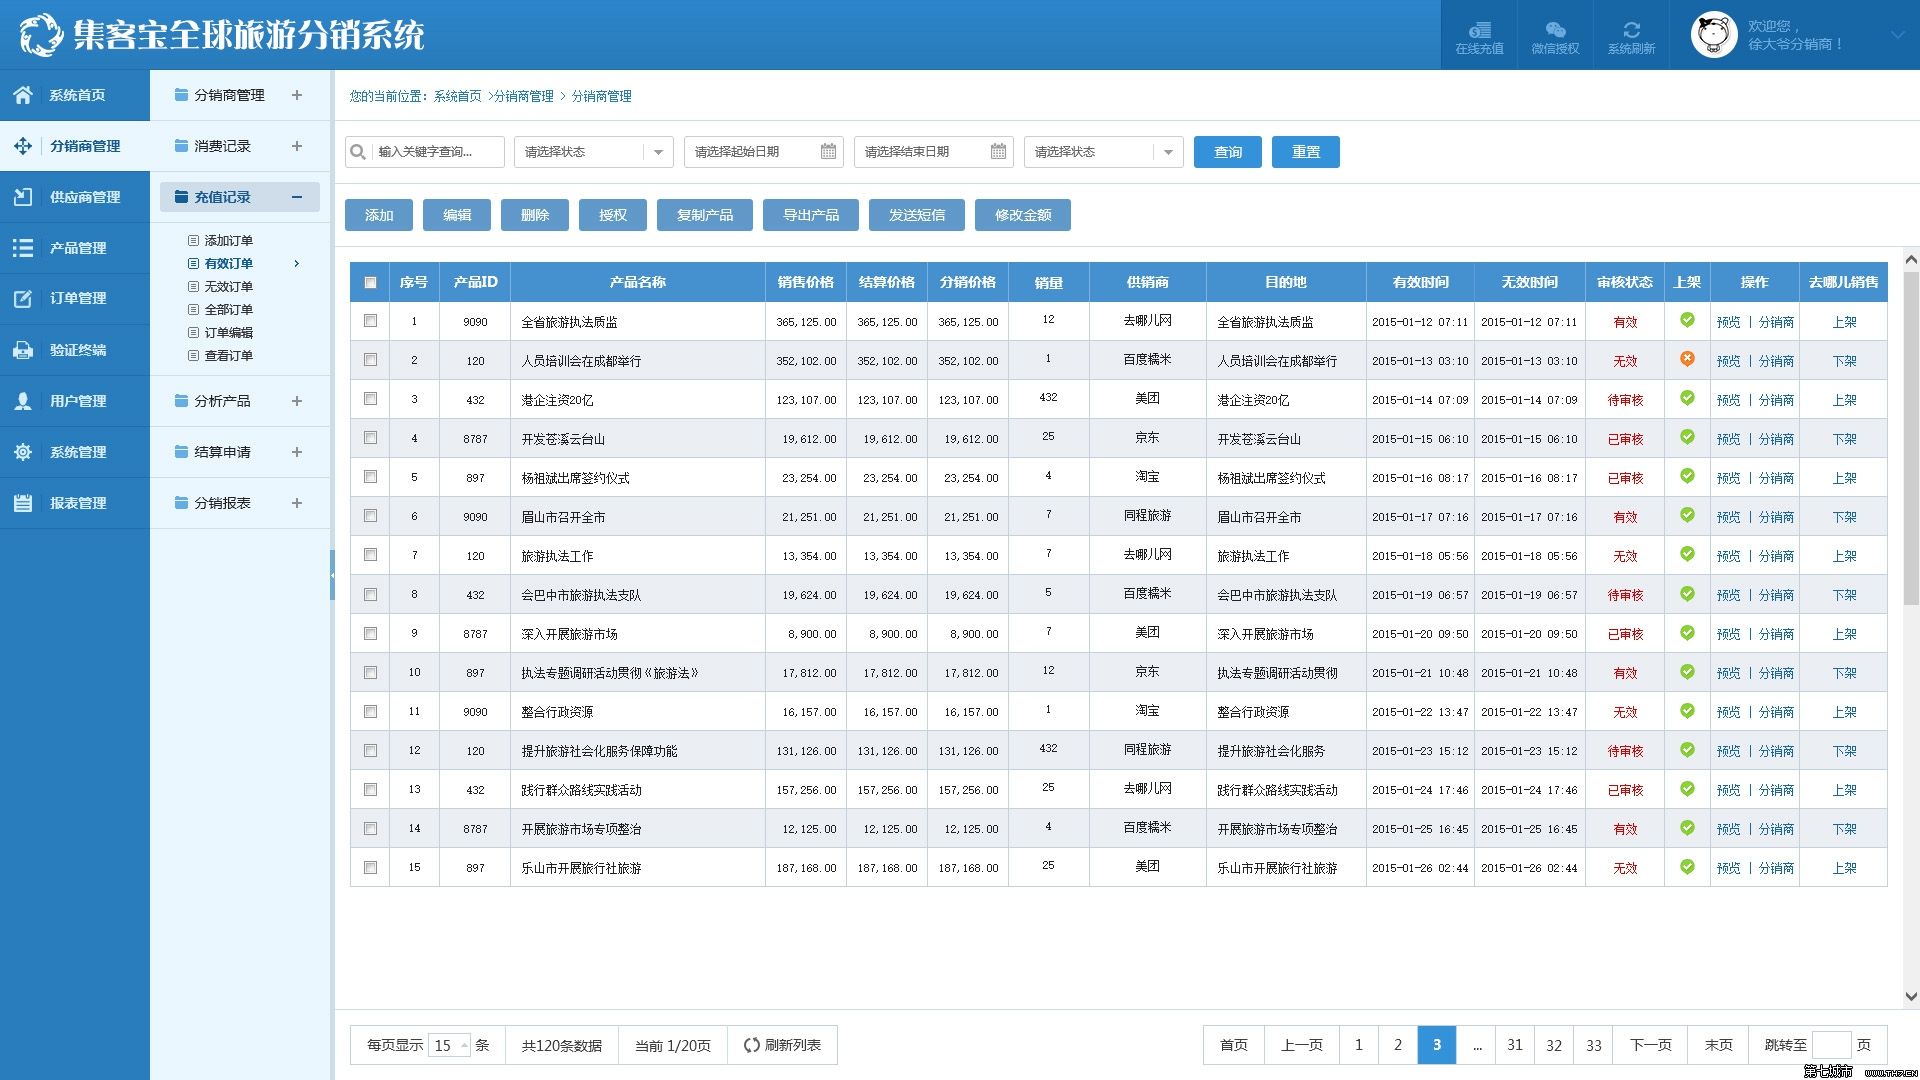 集客宝全球旅游分销系统
在线充值
微信授权
系统刷新
欢迎您，
徐大爷分销商！
系统首页
分销商管理
供应商管理
产品管理
订单管理
验证终端
用户管理
系统管理
报表管理
分销商管理 +
消费记录 +
充值记录 −
添加订单
有效订单 >
无效订单
全部订单
订单编辑
查看订单
分析产品 +
结算申请 +
分销报表 +
您的当前位置：系统首页 >分销商管理 > 分销商管理
输入关键字查询... 请选择状态 请选择起始日期 请选择结束日期 请选择状态 查询 重置
添加 编辑 删除 授权 复制产品 导出产品 发送短信 修改金额
序号 产品ID 产品名称 销售价格 结算价格 分销价格 销量 供销商 目的地 有效时间 无效时间 审核状态 上架 操作 去哪儿销售
1 9090 全省旅游执法质监 365,125.00 365,125.00 365,125.00 12 去哪儿网 全省旅游执法质监 2015-01-12 07:11 2015-01-12 07:11 有效 预览 | 分销商 上架
2 120 人员培训会在成都举行 352,102.00 352,102.00 352,102.00 1 百度糯米 人员培训会在成都举行 2015-01-13 03:10 2015-01-13 03:10 无效 预览 | 分销商 下架
3 432 港企注资20亿 123,107.00 123,107.00 123,107.00 432 美团 港企注资20亿 2015-01-14 07:09 2015-01-14 07:09 待审核 预览 | 分销商 上架
4 8787 开发苍溪云台山 19,612.00 19,612.00 19,612.00 25 京东 开发苍溪云台山 2015-01-15 06:10 2015-01-15 06:10 已审核 预览 | 分销商 下架
5 897 杨祖斌出席签约仪式 23,254.00 23,254.00 23,254.00 4 淘宝 杨祖斌出席签约仪式 2015-01-16 08:17 2015-01-16 08:17 已审核 预览 | 分销商 上架
6 9090 眉山市召开全市 21,251.00 21,251.00 21,251.00 7 同程旅游 眉山市召开全市 2015-01-17 07:16 2015-01-17 07:16 有效 预览 | 分销商 下架
7 120 旅游执法工作 13,354.00 13,354.00 13,354.00 7 去哪儿网 旅游执法工作 2015-01-18 05:56 2015-01-18 05:56 无效 预览 | 分销商 上架
8 432 会巴中市旅游执法支队 19,624.00 19,624.00 19,624.00 5 百度糯米 会巴中市旅游执法支队 2015-01-19 06:57 2015-01-19 06:57 待审核 预览 | 分销商 下架
9 8787 深入开展旅游市场 8,900.00 8,900.00 8,900.00 7 美团 深入开展旅游市场 2015-01-20 09:50 2015-01-20 09:50 已审核 预览 | 分销商 上架
10 897 执法专题调研活动贯彻《旅游法》 17,812.00 17,812.00 17,812.00 12 京东 执法专题调研活动贯彻 2015-01-21 10:48 2015-01-21 10:48 有效 预览 | 分销商 下架
11 9090 整合行政资源 16,157.00 16,157.00 16,157.00 1 淘宝 整合行政资源 2015-01-22 13:47 2015-01-22 13:47 无效 预览 | 分销商 上架
12 120 提升旅游社会化服务保障功能 131,126.00 131,126.00 131,126.00 432 同程旅游 提升旅游社会化服务 2015-01-23 15:12 2015-01-23 15:12 待审核 预览 | 分销商 下架
13 432 践行群众路线实践活动 157,256.00 157,256.00 157,256.00 25 去哪儿网 践行群众路线实践活动 2015-01-24 17:46 2015-01-24 17:46 已审核 预览 | 分销商 上架
14 8787 开展旅游市场专项整治 12,125.00 12,125.00 12,125.00 4 百度糯米 开展旅游市场专项整治 2015-01-25 16:45 2015-01-25 16:45 有效 预览 | 分销商 下架
15 897 乐山市开展旅行社旅游 187,168.00 187,168.00 187,168.00 25 美团 乐山市开展旅行社旅游 2015-01-26 02:44 2015-01-26 02:44 无效 预览 | 分销商 上架
每页显示 15 条 共120条数据 当前 1/20页 刷新列表 首页 上一页 1 2 3 ... 31 32 33 下一页 末页 跳转至 页
第七城市 WWW.TH7.CN